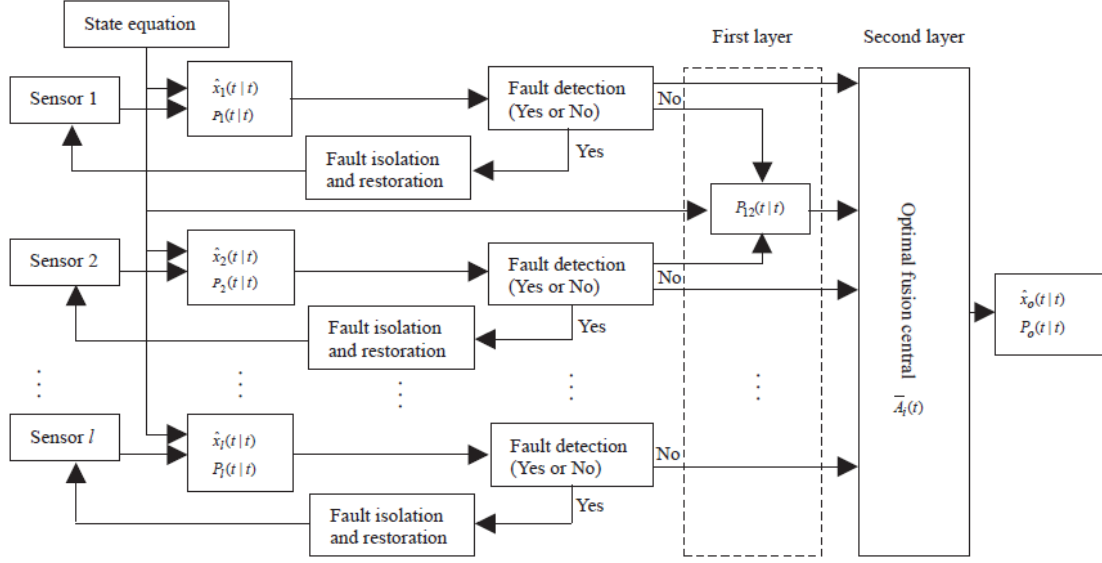 State equation
First layer
Second layer
Sensor 1
x̂₁(t | t)
P₁(t | t)
Fault detection
(Yes or No)
No
Yes
Fault isolation
and restoration
P₁₂(t | t)
Sensor 2
x̂₂(t | t)
P₂(t | t)
Fault detection
(Yes or No)
No
Yes
Fault isolation
and restoration
Optimal fusion central
A̅ᵢ(t)
x̂ₒ(t | t)
Pₒ(t | t)
⋮ ⋮ ⋮ ⋮ ⋮
Sensor l
x̂ₗ(t | t)
Pₗ(t | t)
Fault detection
(Yes or No)
No
Yes
Fault isolation
and restoration